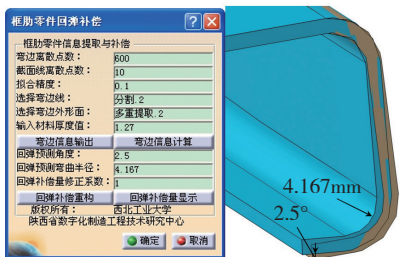 框肋零件回弹补偿
框肋零件信息提取与补偿
弯边离散点数： 600
截面线离散点数： 10
拟合精度： 0.1
选择弯边线： 分割.2
选择弯边外形面： 多重提取.2
输入材料厚度值： 1.27
弯边信息输出 弯边信息计算
回弹预测角度： 2.5
回弹预测弯曲半径： 4.167
回弹补偿量修正系数： 1
回弹补偿重构 回弹补偿量显示
版权所有： 西北工业大学
陕西省数字化制造工程技术研究中心
确定 取消
4.167mm
2.5°